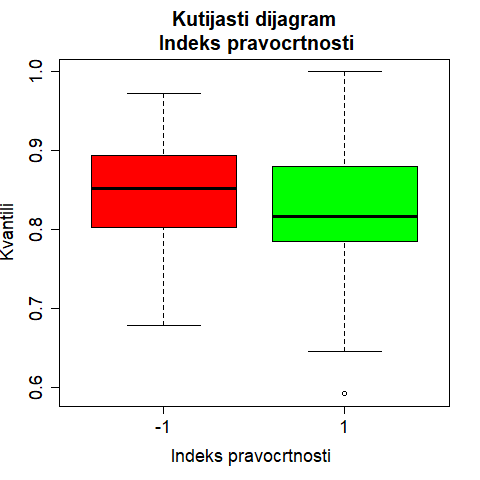 Kutijasti dijagram
Indeks pravocrtnosti
Kvantili
1.0
0.9
0.8
0.7
0.6
-1
1
Indeks pravocrtnosti